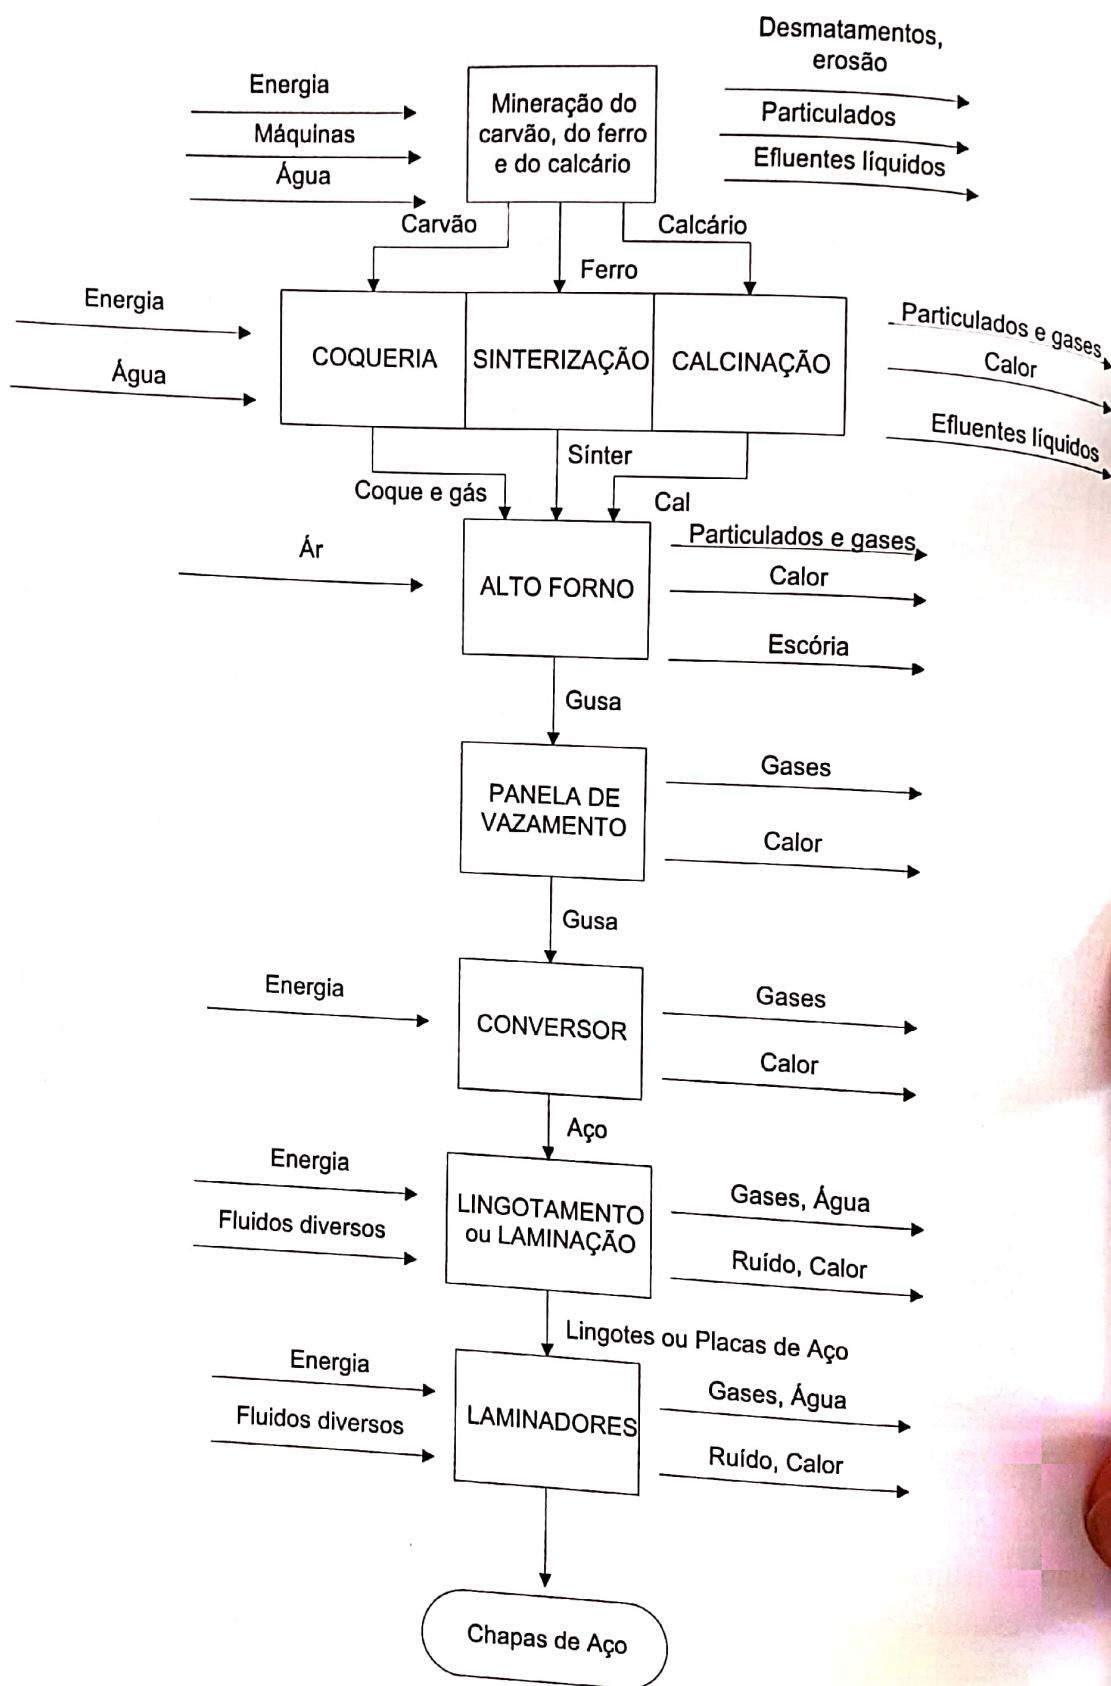 Desmatamentos,
erosão
Energia
Mineração do
carvão, do ferro
e do calcário
Particulados
Máquinas
Efluentes líquidos
Água
Carvão
Calcário
Ferro
Energia
Particulados e gases
COQUERIA
SINTERIZAÇÃO
CALCINAÇÃO
Calor
Água
Efluentes líquidos
Sínter
Coque e gás
Cal
Ár
Particulados e gases
ALTO FORNO
Calor
Escória
Gusa
PANELA DE
VAZAMENTO
Gases
Calor
Gusa
Energia
CONVERSOR
Gases
Calor
Aço
Energia
LINGOTAMENTO
ou LAMINAÇÃO
Gases, Água
Fluidos diversos
Ruído, Calor
Lingotes ou Placas de Aço
Energia
LAMINADORES
Gases, Água
Fluidos diversos
Ruído, Calor
Chapas de Aço